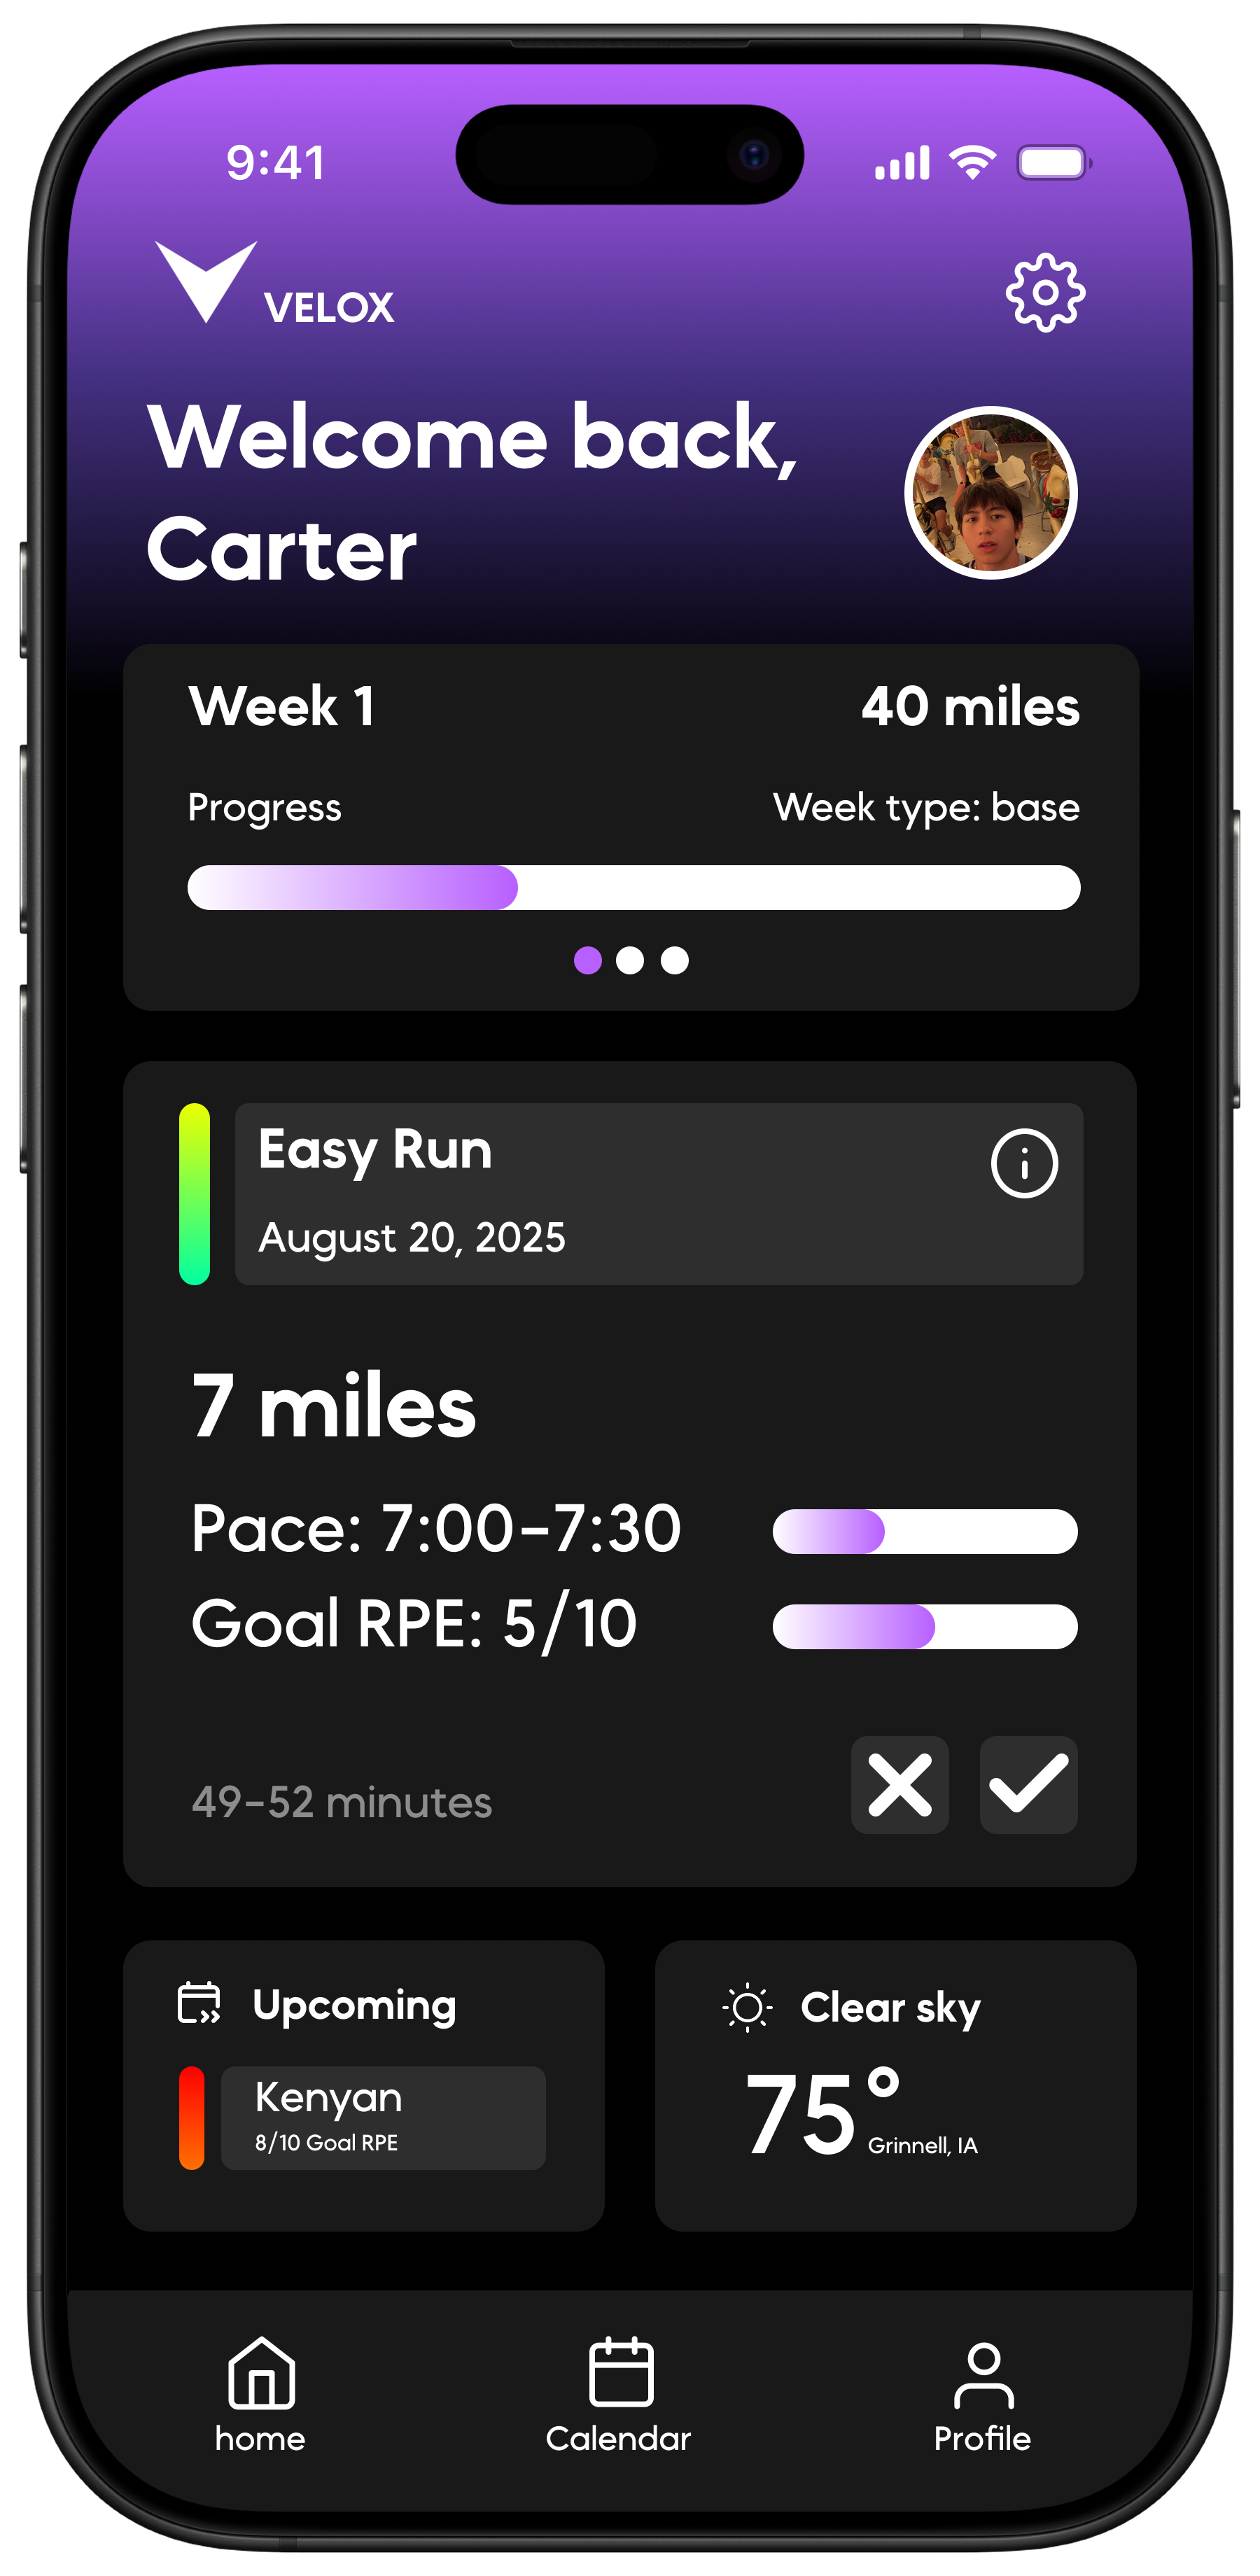 9:41
VELOX
Welcome back,
Carter
Week 1 40 miles
Progress Week type: base
Easy Run
August 20, 2025
7 miles
Pace: 7:00-7:30
Goal RPE: 5/10
49-52 minutes
Upcoming
Kenyan
8/10 Goal RPE
Clear sky
75°
Grinnell, IA
home Calendar Profile